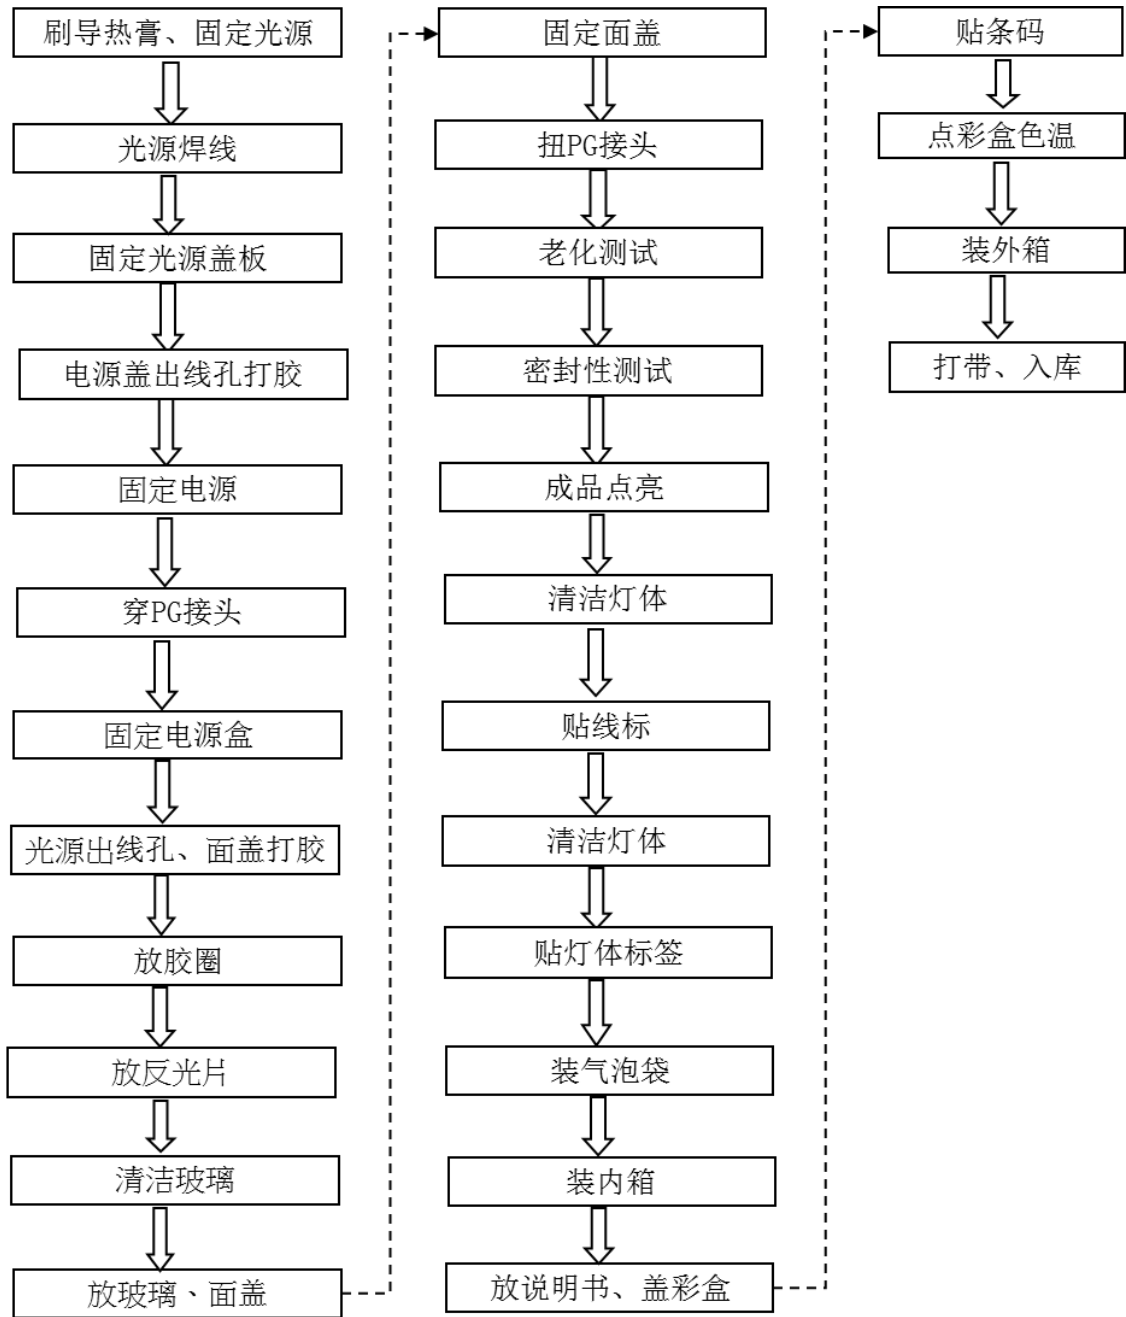 刷导热膏、固定光源
光源焊线
固定光源盖板
电源盖出线孔打胶
固定电源
穿PG接头
固定电源盒
光源出线孔、面盖打胶
放胶圈
放反光片
清洁玻璃
放玻璃、面盖
固定面盖
扭PG接头
老化测试
密封性测试
成品点亮
清洁灯体
贴线标
清洁灯体
贴灯体标签
装气泡袋
装内箱
放说明书、盖彩盒
贴条码
点彩盒色温
装外箱
打带、入库